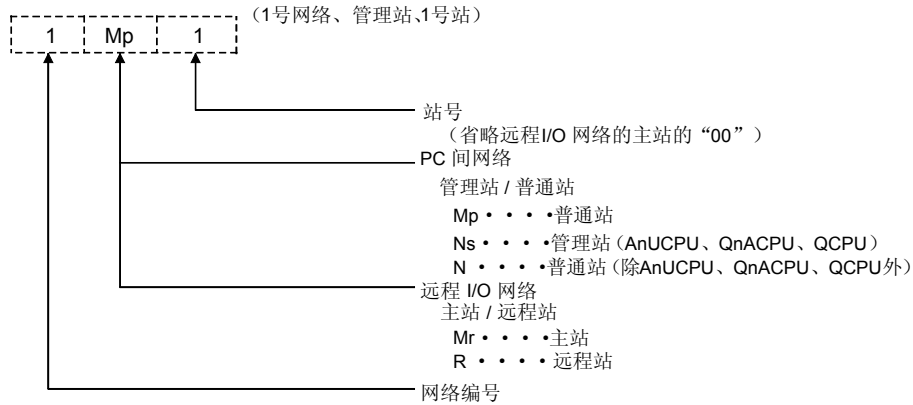 （1号网络、管理站、1号站）
1 Mp 1
站号
（省略远程I/O 网络的主站的“00”）
PC 间网络
管理站 / 普通站
Mp・・・・普通站
Ns・・・・管理站（AnUCPU、QnACPU、QCPU）
N ・・・・普通站（除AnUCPU、QnACPU、QCPU外）
远程 I/O 网络
主站 / 远程站
Mr・・・・主站
R ・・・・远程站
网络编号